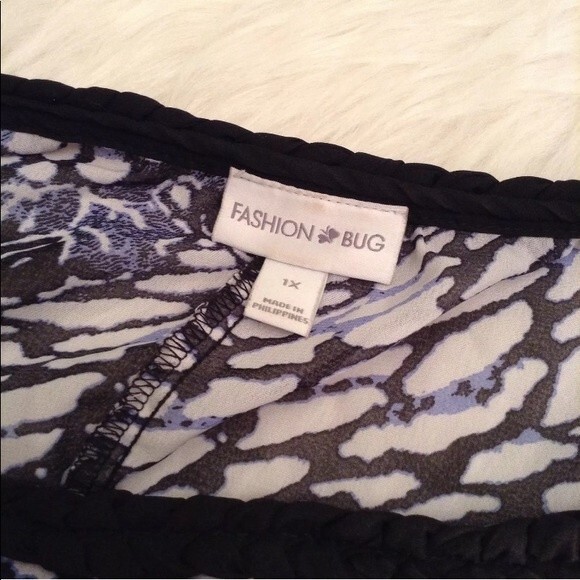 FASHION BUG
1X
MADE IN
PHILIPPINES